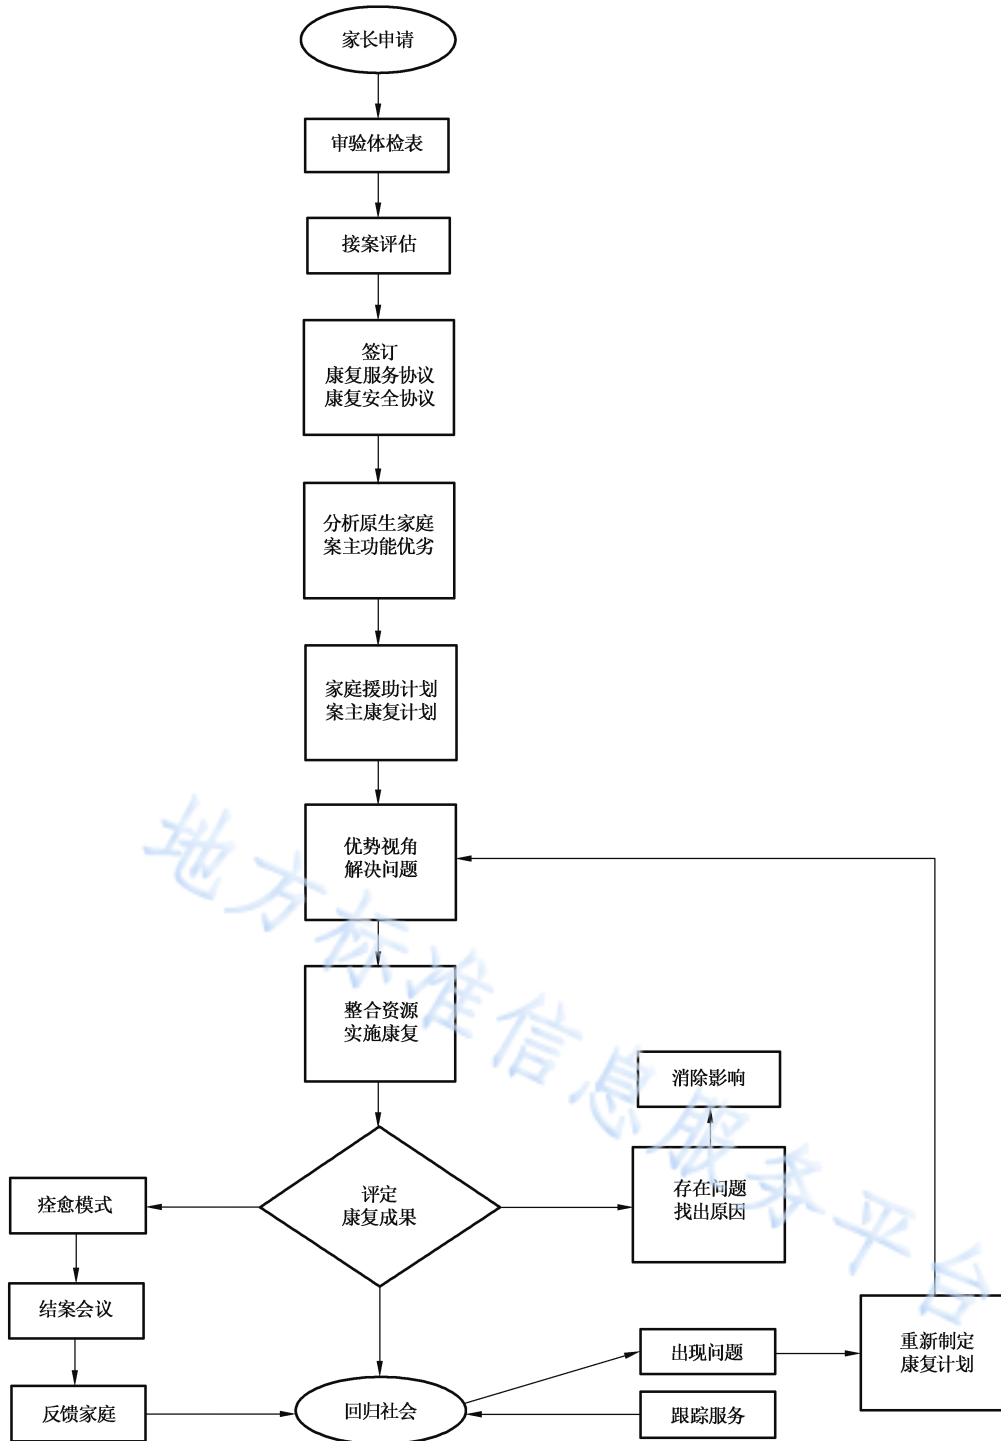 家长申请
审验体检表
接案评估
签订
康复服务协议
康复安全协议
分析原生家庭
案主功能优劣
家庭援助计划
案主康复计划
优势视角
解决问题
整合资源
实施康复
消除影响
评定
康复成果
痊愈模式
存在问题
找出原因
结案会议
出现问题
重新制定
康复计划
反馈家庭
回归社会
跟踪服务
地方标准信息服务平台